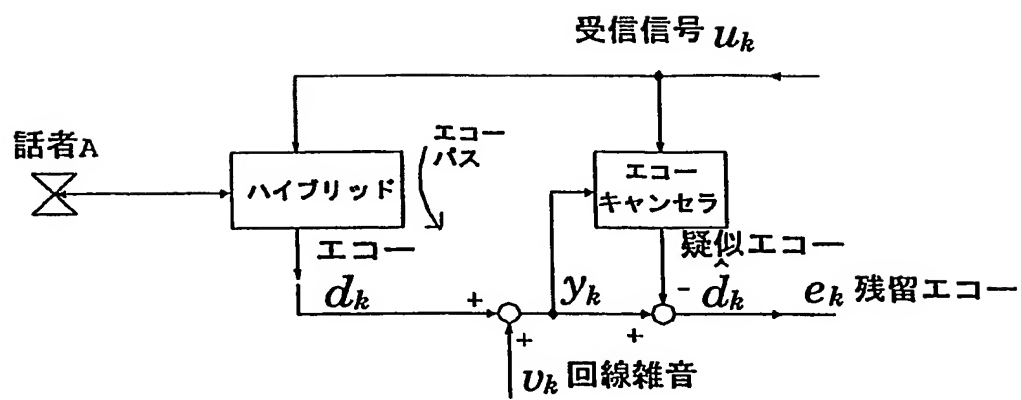 受信信号 uₖ
話者A
エコー
パス
ハイブリッド
エコー
キャンセラ
エコー
疑似エコー
dₖ
+
yₖ
-
d̂ₖ
eₖ 残留エコー
+
+
vₖ 回線雑音